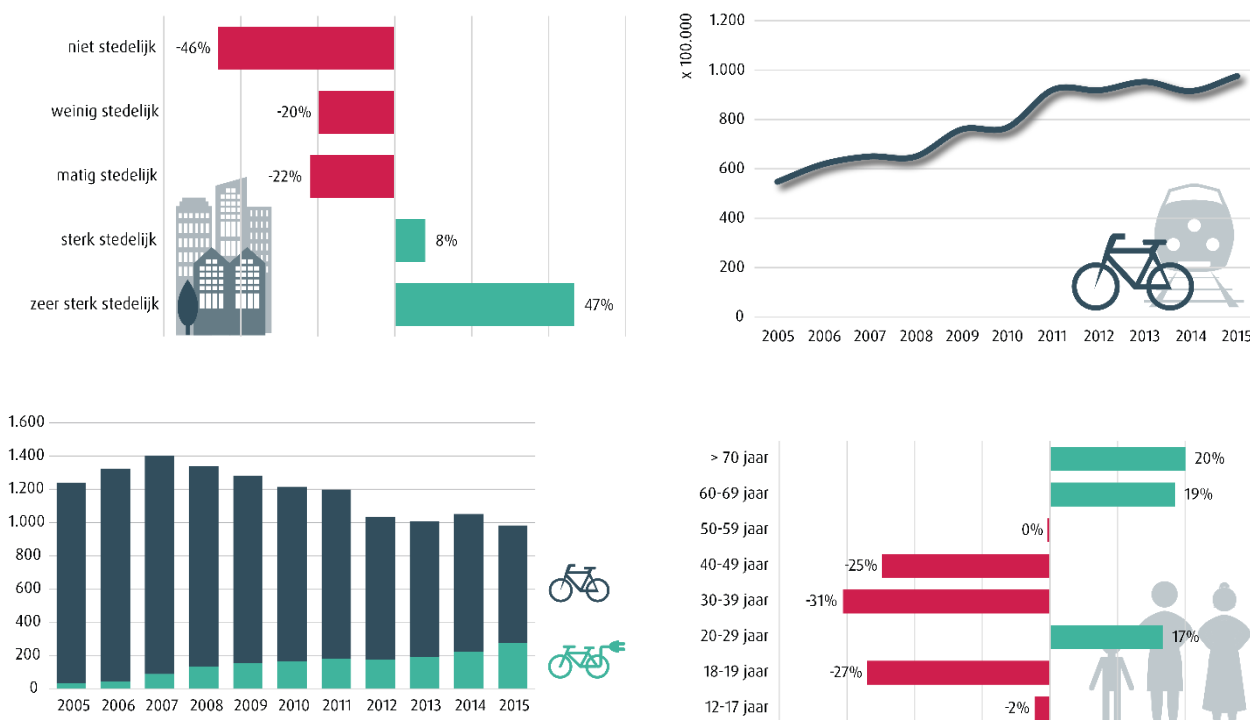 niet stedelijk -46%
weinig stedelijk -20%
matig stedelijk -22%
sterk stedelijk 8%
zeer sterk stedelijk 47%
x 100.000
1.200
1.000
800
600
400
200
0
2005 2006 2007 2008 2009 2010 2011 2012 2013 2014 2015
1.600
1.400
1.200
1.000
800
600
400
200
0
2005 2006 2007 2008 2009 2010 2011 2012 2013 2014 2015
> 70 jaar 20%
60-69 jaar 19%
50-59 jaar 0%
40-49 jaar -25%
30-39 jaar -31%
20-29 jaar 17%
18-19 jaar -27%
12-17 jaar -2%